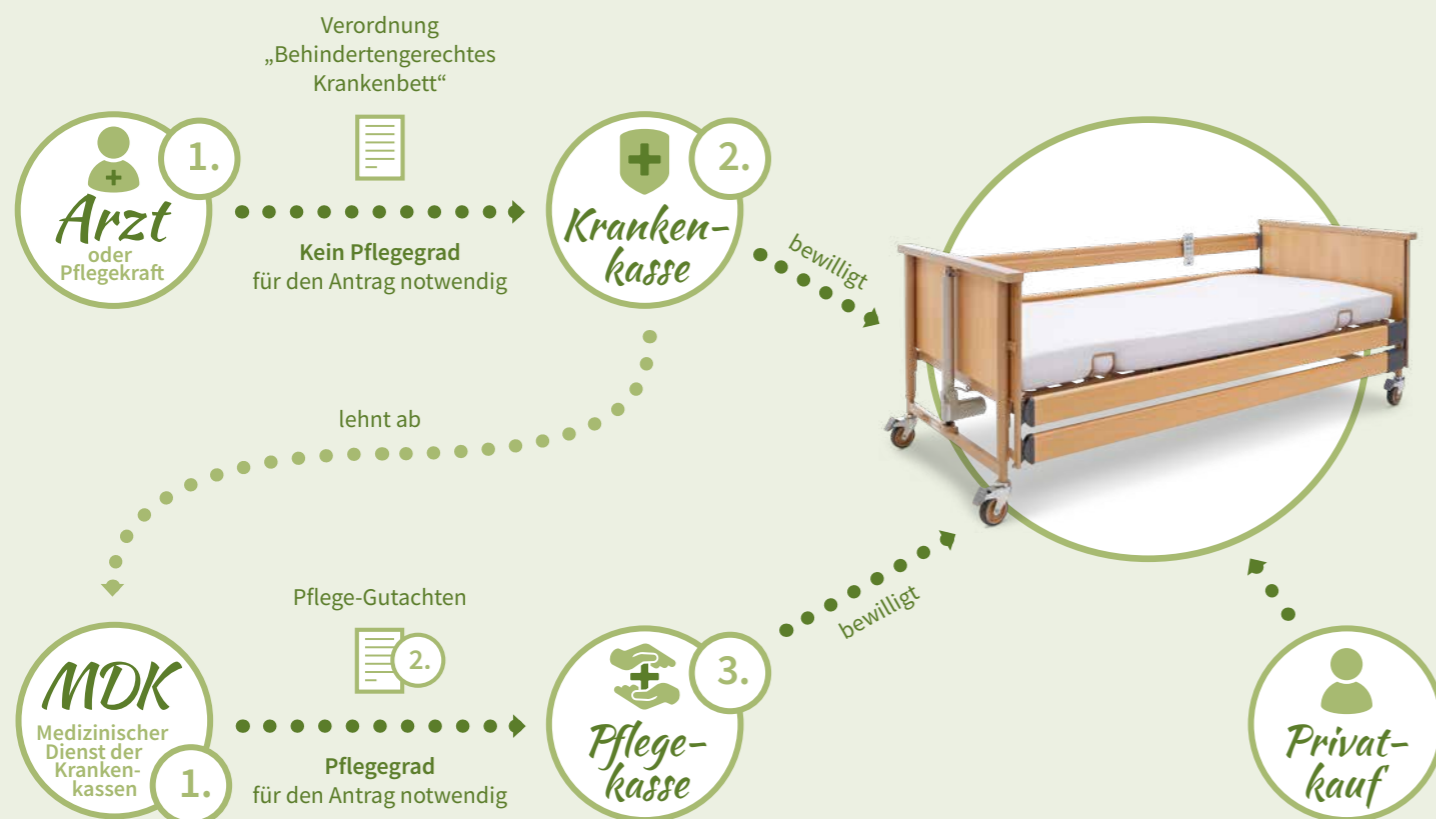 Verordnung
„Behindertengerechtes
Krankenbett“
1.
Arzt
oder
Pflegekraft
Kein Pflegegrad
für den Antrag notwendig
2.
Kranken-
kasse
bewilligt
lehnt ab
MDK
Medizinischer
Dienst der
Kranken-
kassen
1.
Pflege-Gutachten
2.
Pflegegrad
für den Antrag notwendig
3.
Pflege-
kasse
bewilligt
Privat-
kauf